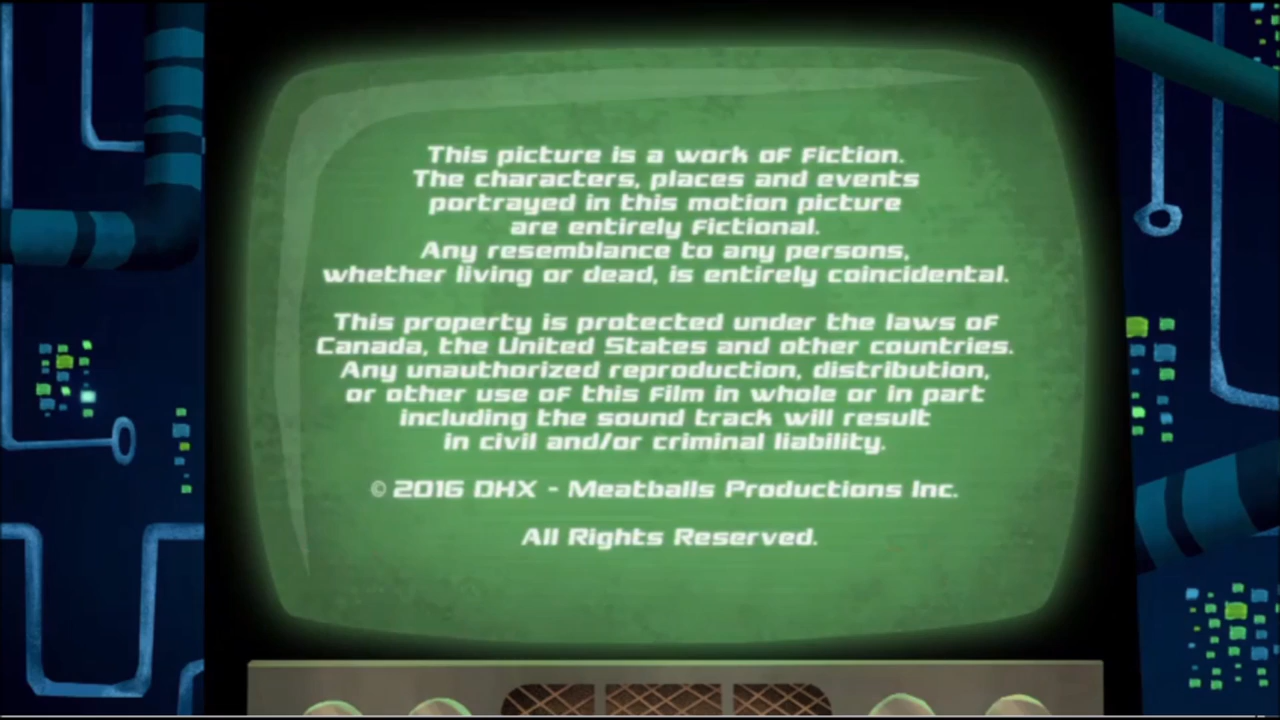 This picture is a work of fiction.
The characters, places and events
portrayed in this motion picture
are entirely fictional.
Any resemblance to any persons,
whether living or dead, is entirely coincidental.
This property is protected under the laws of
Canada, the United States and other countries.
Any unauthorized reproduction, distribution,
or other use of this film in whole or in part
including the sound track will result
in civil and/or criminal liability.
© 2016 DHX - Meatballs Productions Inc.
All Rights Reserved.